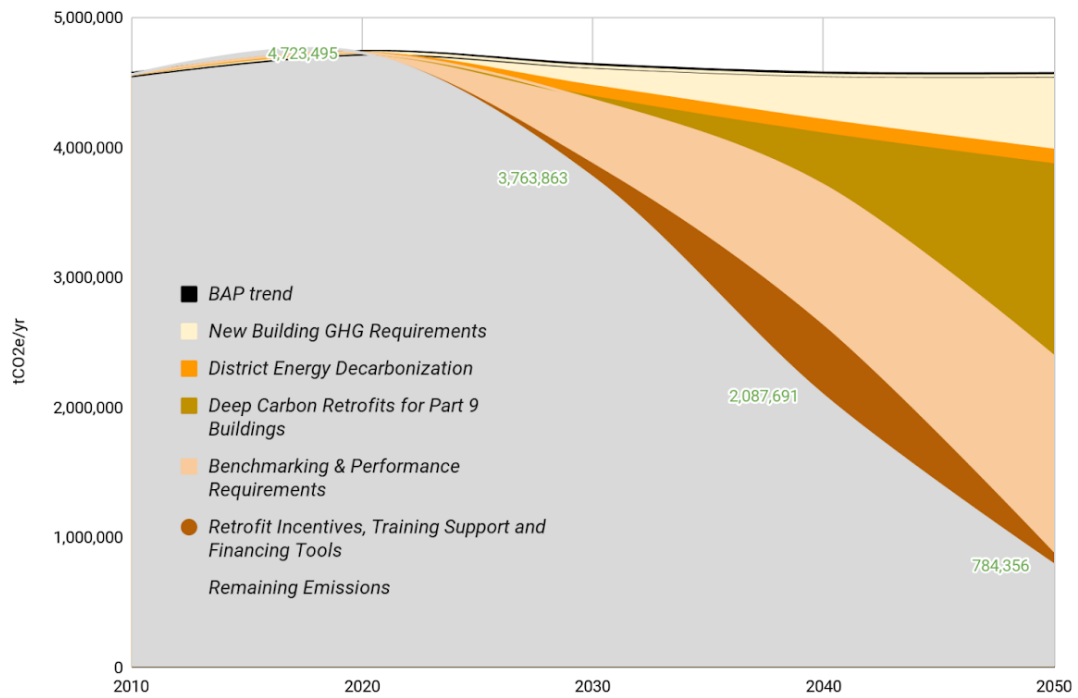 5,000,000
4,723,495
4,000,000
3,763,863
3,000,000
BAP trend
New Building GHG Requirements
District Energy Decarbonization
Deep Carbon Retrofits for Part 9
Buildings
Benchmarking & Performance
Requirements
Retrofit Incentives, Training Support and
Financing Tools
Remaining Emissions
tCO2e/yr
2,000,000
2,087,691
1,000,000
784,356
0
2010
2020
2030
2040
2050